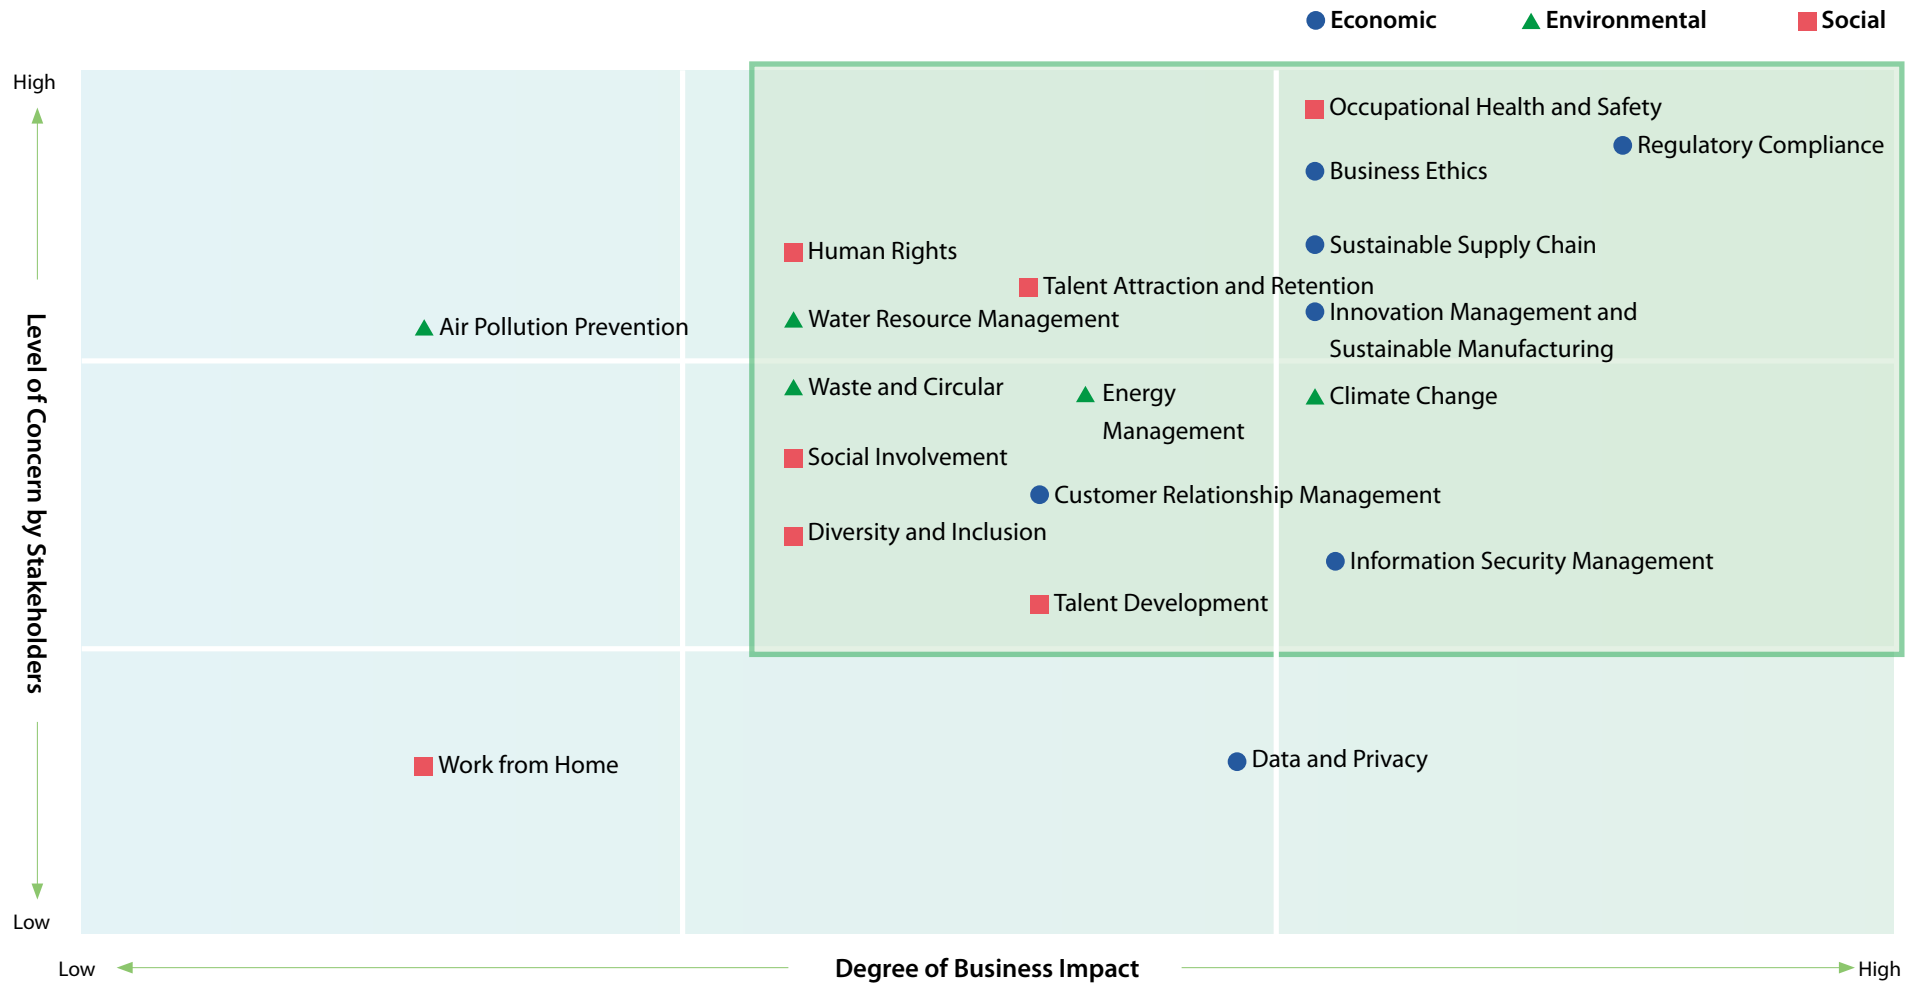 Economic
Environmental
Social
High
Occupational Health and Safety
Regulatory Compliance
Business Ethics
Human Rights
Sustainable Supply Chain
Talent Attraction and Retention
Water Resource Management
Innovation Management and
Sustainable Manufacturing
Air Pollution Prevention
Waste and Circular
Energy
Management
Climate Change
Social Involvement
Customer Relationship Management
Diversity and Inclusion
Information Security Management
Talent Development
Level of Concern by Stakeholders
Work from Home
Data and Privacy
Low
Low
Degree of Business Impact
High